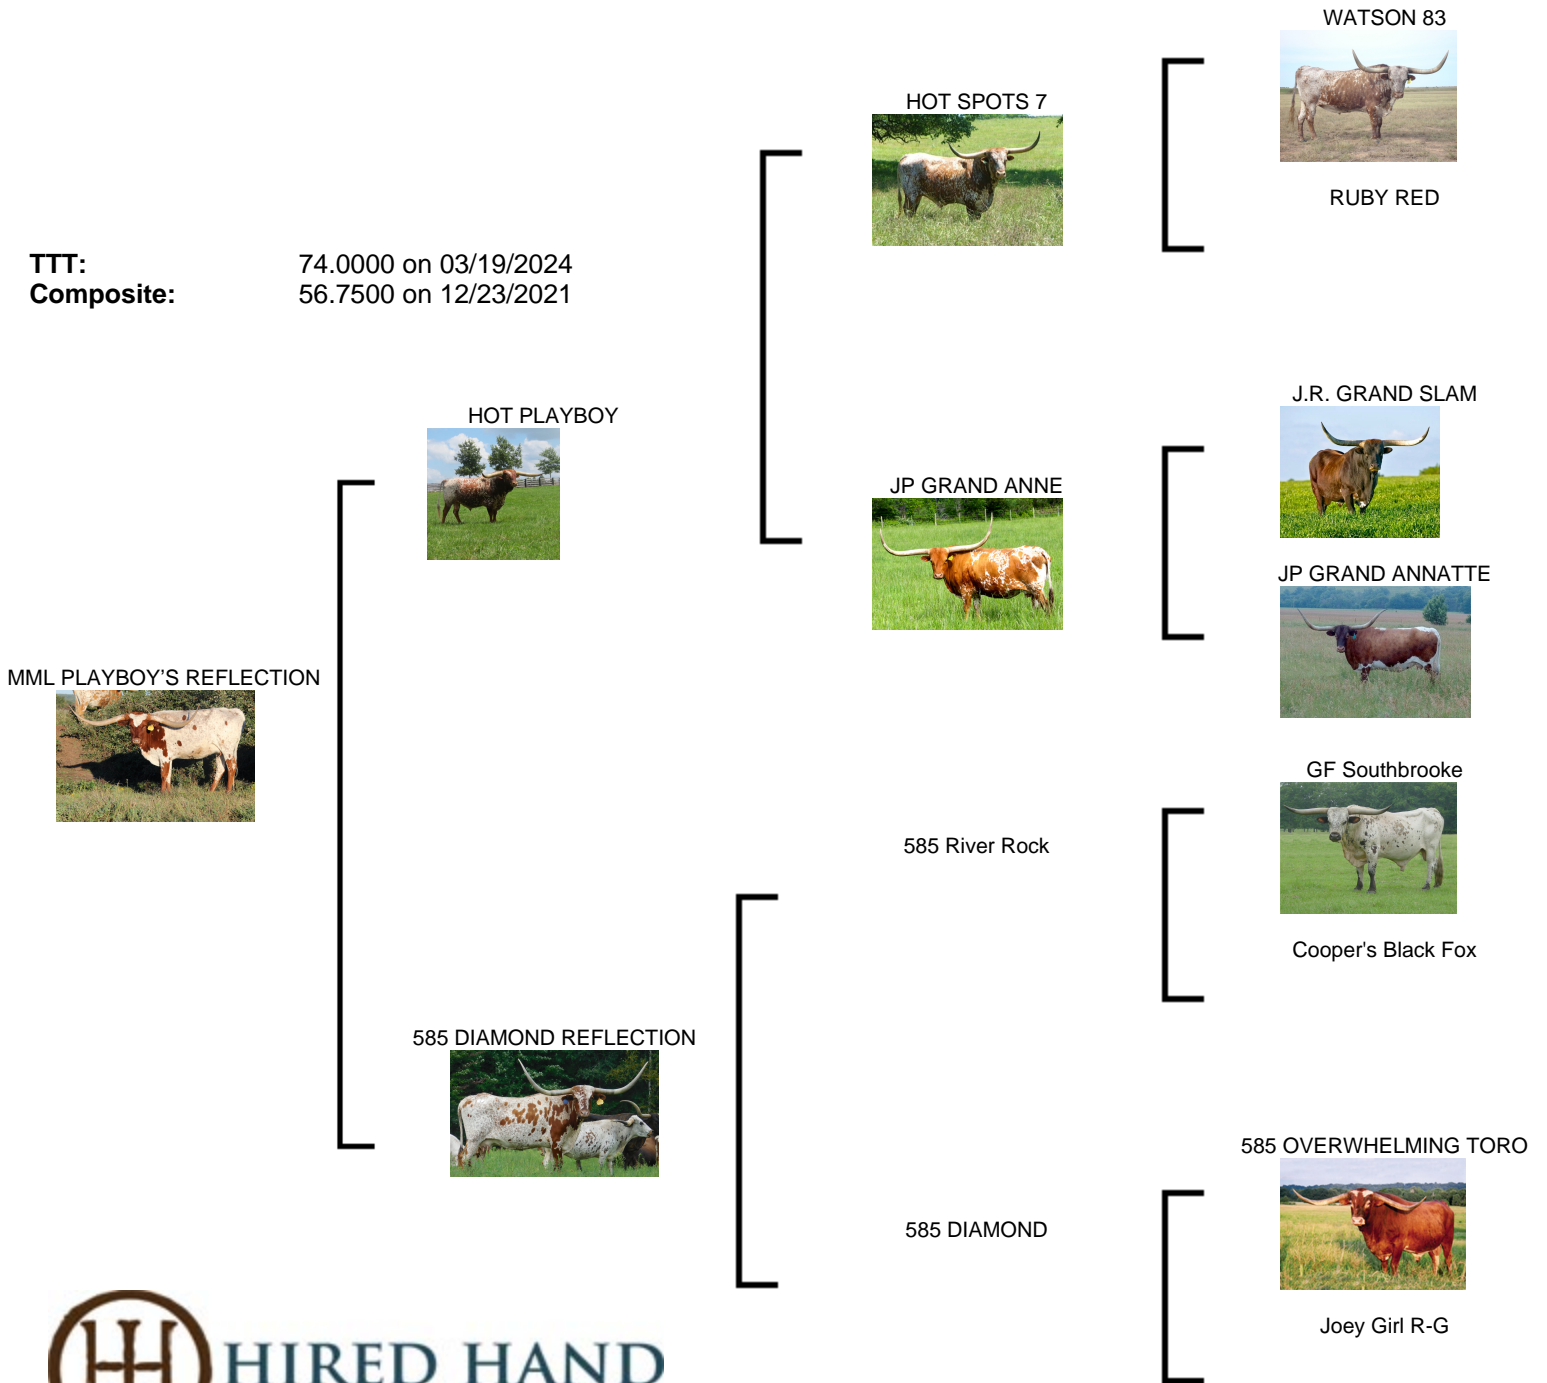 WATSON 83
HOT SPOTS 7
RUBY RED
TTT: 74.0000 on 03/19/2024
Composite: 56.7500 on 12/23/2021
J.R. GRAND SLAM
HOT PLAYBOY
JP GRAND ANNE
JP GRAND ANNATTE
MML PLAYBOY’S REFLECTION
GF Southbrooke
585 River Rock
Cooper's Black Fox
585 DIAMOND REFLECTION
585 OVERWHELMING TORO
585 DIAMOND
Joey Girl R-G
HIRED HAND